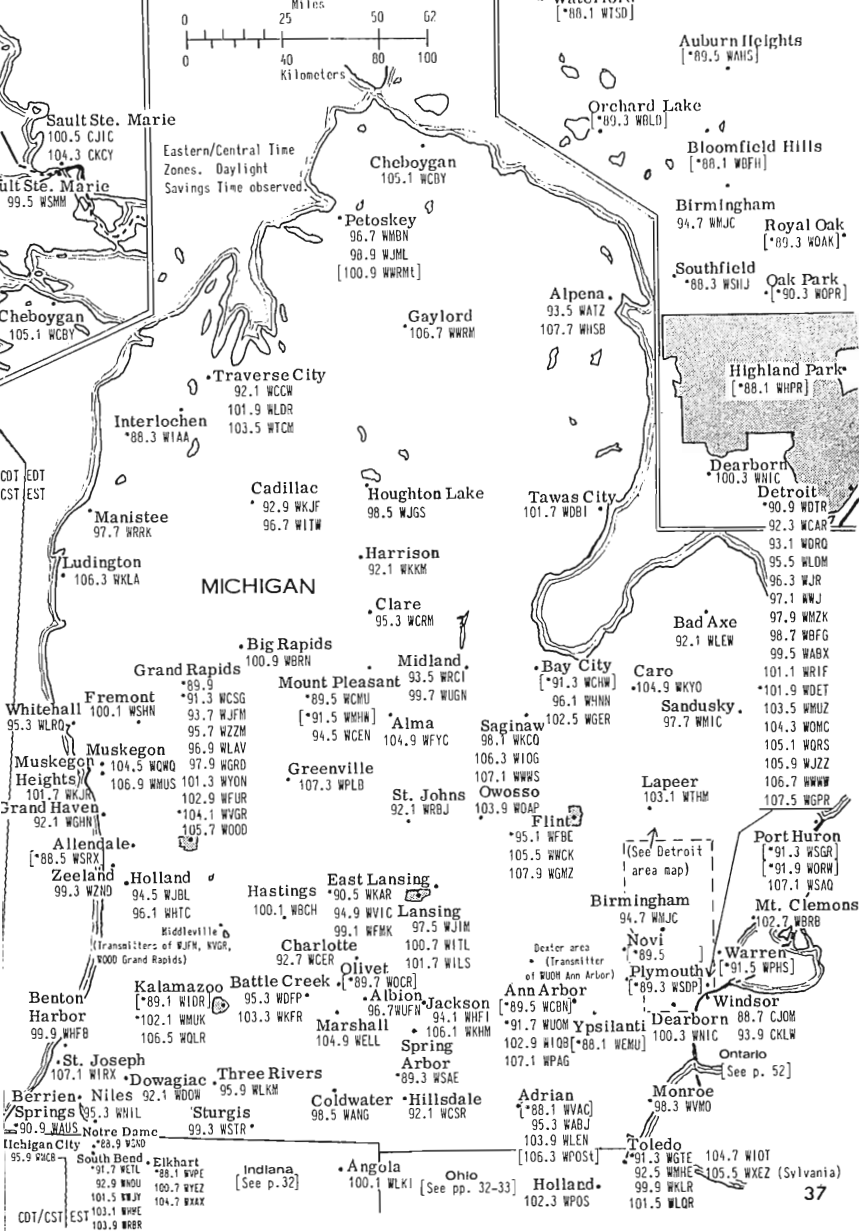 Miles
0 25 50 62
0 40 80 100
Kilometers
[*88.1 WTSD]
Auburn Heights
[*89.5 WAHS]
Orchard Lake
[*89.3 WBLD]
Bloomfield Hills
[*88.1 WBFH]
Birmingham
94.7 WMJC
Royal Oak
[*89.3 WOAK]
Southfield
*88.3 WSHJ
Oak Park
[*90.3 WOPR]
Highland Park
[*88.1 WHPR]
Dearborn
100.3 WNIC
Detroit
*90.9 WDTR
92.3 WCAR
93.1 WDRQ
95.5 WLDM
96.3 WJR
97.1 WWJ
97.9 WMZK
98.7 WBFG
99.5 WABX
101.1 WRIF
*101.9 WDET
103.5 WMUZ
104.3 WOMC
105.1 WQRS
105.9 WJZZ
106.7 WWWW
107.5 WGPR
Sault Ste. Marie
100.5 CJIC
104.3 CKCY
ult Ste. Marie
99.5 WSMM
Cheboygan
105.1 WCBY
Eastern/Central Time
Zones. Daylight
Savings Time observed.
Cheboygan
105.1 WCBY
Petoskey
96.7 WMBN
98.9 WJML
[100.9 WWRMt]
Gaylord
106.7 WWRM
Alpena
93.5 WATZ
107.7 WHSB
Traverse City
92.1 WCCW
101.9 WLDR
103.5 WTCM
Interlochen
*88.3 WIAA
CDT EDT
CST EST
Cadillac
92.9 WKJF
96.7 WITW
Houghton Lake
98.5 WJGS
Tawas City
101.7 WDBI
Manistee
97.7 WRRK
Ludington
106.3 WKLA
Harrison
92.1 WKKM
MICHIGAN
Clare
95.3 WCRM
Bad Axe
92.1 WLEW
Big Rapids
100.9 WBRN
Grand Rapids
*89.9
*91.3 WCSG
93.7 WJFM
95.7 WZZM
96.9 WLAV
97.9 WGRD
101.3 WYON
102.9 WFUR
*104.1 WVGR
105.7 WOOD
Mount Pleasant
*89.5 WCMU
[*91.5 WMHW]
94.5 WCEN
Midland
93.5 WRCI
99.7 WUGN
Bay City
[*91.3 WCHW]
96.1 WHNN
102.5 WGER
Caro
104.9 WKYO
Sandusky
97.7 WMIC
Whitehall
95.3 WLRQ
Fremont
100.1 WSHN
Alma
104.9 WFYC
Saginaw
98.1 WKCQ
106.3 WIOG
107.1 WWWS
Muskegon
104.5 WQWQ
106.9 WMUS
Muskegon
Heights
101.7 WKJR
Greenville
107.3 WPLB
St. Johns
92.1 WRBJ
Owosso
103.9 WOAP
Lapeer
103.1 WTHM
Grand Haven
92.1 WGHN
Flint
*95.1 WFBE
105.5 WWCK
107.9 WGMZ
(See Detroit
area map)
Port Huron
[*91.3 WSGR]
[*91.9 WORW]
107.1 WSAQ
Allendale
[*88.5 WSRX]
Zeeland
99.3 WZND
Holland
94.5 WJBL
96.1 WHTC
Hastings
100.1 WBCH
East Lansing
*90.5 WKAR
94.9 WVIC
99.1 WFMK
Lansing
97.5 WJIM
100.7 WITL
101.7 WILS
Birmingham
94.7 WMJC
Mt. Clemons
102.7 WBRB
Middleville
(Transmitters of WJFM, WVGR,
WOOD Grand Rapids)
Charlotte
92.7 WCER
Dexter area
(Transmitter
of WUOM Ann Arbor)
Novi
[*89.5 ]
Warren
[*91.5 WPHS]
Kalamazoo
[*89.1 WIDR]
*102.1 WMUK
106.5 WQLR
Battle Creek
95.3 WDFP
103.3 WKFR
Olivet
[*89.7 WOCR]
Albion
96.7 WUFN
Jackson
94.1 WHFI
106.1 WKHM
Ann Arbor
[*89.5 WCBN]
*91.7 WUOM
102.9 WIQB
107.1 WPAG
Plymouth
[*89.3 WSDP]
Benton
Harbor
99.9 WHFB
Marshall
104.9 WELL
Ypsilanti
[*88.1 WEMU]
Dearborn
100.3 WNIC
Windsor
88.7 CJOM
93.9 CKLW
Spring
Arbor
*89.3 WSAE
Ontario
[See p. 52]
St. Joseph
107.1 WIRX
Dowagiac
92.1 WDOW
Three Rivers
95.9 WLKM
Coldwater
98.5 WANG
Hillsdale
92.1 WCSR
Adrian
[*88.1 WVAC]
95.3 WABJ
103.9 WLEN
[106.3 WPOSt]
Monroe
98.3 WVMO
Berrien
Springs
*90.9 WAUS
Niles
95.3 WNIL
Sturgis
99.3 WSTR
Michigan City
95.9 WMCB
Notre Dame
*88.9 WSND
South Bend
*91.7 WETL
92.9 WNDU
101.5 WWJY
103.1 WHME
103.9 WRBR
Elkhart
*88.1 WVPE
100.7 WYEZ
104.7 WXAX
Indiana
[See p.32]
Angola
100.1 WLKI
Ohio
[See pp. 32-33]
Holland
102.3 WPOS
Toledo
*91.3 WGTE
92.5 WMHE
99.9 WKLR
101.5 WLQR
104.7 WIOT
105.5 WXEZ (Sylvania)
CDT/CST EST
37